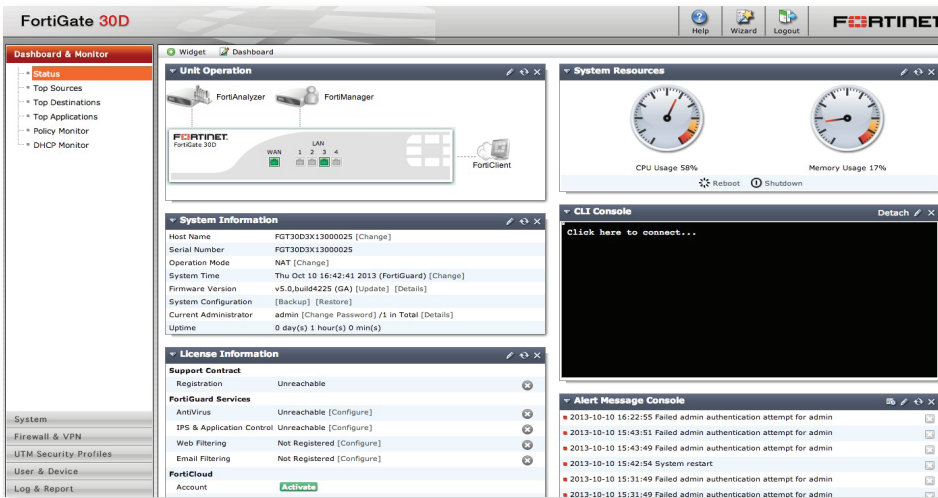 FortiGate 30D
Help
Wizard
Logout
FORTINET
Dashboard & Monitor
Status
Top Sources
Top Destinations
Top Applications
Policy Monitor
DHCP Monitor
System
Firewall & VPN
UTM Security Profiles
User & Device
Log & Report
Widget Dashboard
Unit Operation
FortiAnalyzer FortiManager
FORTINET.
FortiGate 30D
LAN
WAN 1 2 3 4
FortiClient
System Information
Host Name FGT30D3X13000025 [Change]
Serial Number FGT30D3X13000025
Operation Mode NAT [Change]
System Time Thu Oct 10 16:42:41 2013 (FortiGuard) [Change]
Firmware Version v5.0,build4225 (GA) [Update] [Details]
System Configuration [Backup] [Restore]
Current Administrator admin [Change Password] /1 in Total [Details]
Uptime 0 day(s) 1 hour(s) 0 min(s)
License Information
Support Contract
Registration Unreachable
FortiGuard Services
AntiVirus Unreachable [Configure]
IPS & Application Control Unreachable [Configure]
Web Filtering Not Registered [Configure]
Email Filtering Not Registered [Configure]
FortiCloud
Account Activate
System Resources
CPU Usage 58% Memory Usage 17%
Reboot Shutdown
CLI Console Detach
Click here to connect...
Alert Message Console
2013-10-10 16:22:55 Failed admin authentication attempt for admin
2013-10-10 15:43:51 Failed admin authentication attempt for admin
2013-10-10 15:43:49 Failed admin authentication attempt for admin
2013-10-10 15:42:54 System restart
2013-10-10 15:31:49 Failed admin authentication attempt for admin
2013-10-10 15:31:49 Failed admin authentication attempt for admin